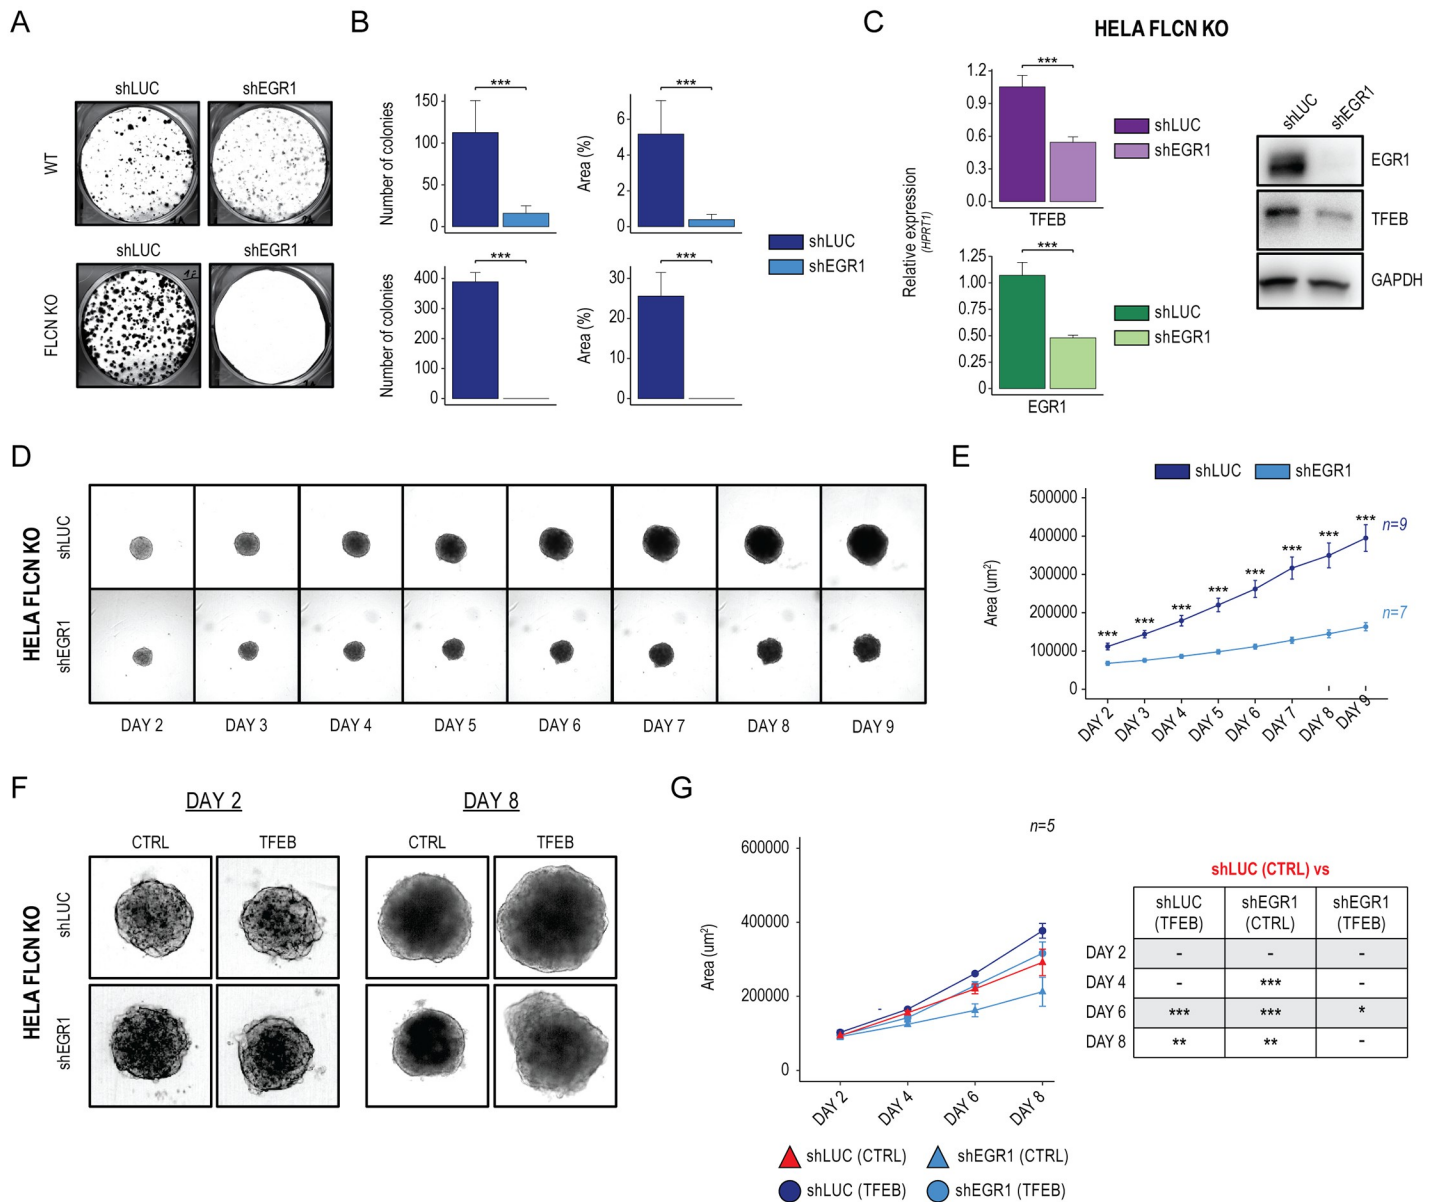 A
shLUC
shEGR1
WT
shLUC
shEGR1
FLCN KO
B
***
***
Number of colonies
150
100
50
0
Area (%)
6
4
2
0
shLUC
shEGR1
***
***
Number of colonies
400
300
200
100
0
Area (%)
30
20
10
0
C
HELA FLCN KO
Relative expression
(HPRT1)
***
1.2
0.9
0.6
0.3
0.0
TFEB
shLUC
shEGR1
***
1.25
1.00
0.75
0.50
0.25
0
EGR1
shLUC
shEGR1
shLUC
shEGR1
EGR1
TFEB
GAPDH
D
HELA FLCN KO
shLUC
shEGR1
DAY 2
DAY 3
DAY 4
DAY 5
DAY 6
DAY 7
DAY 8
DAY 9
E
shLUC
shEGR1
Area (um²)
500000
400000
300000
200000
100000
0
***
***
***
***
***
***
***
***
n=9
n=7
DAY 2
DAY 3
DAY 4
DAY 5
DAY 6
DAY 7
DAY 8
DAY 9
F
DAY 2
DAY 8
CTRL
TFEB
CTRL
TFEB
HELA FLCN KO
shLUC
shEGR1
G
n=5
Area (um²)
600000
400000
200000
0
-
DAY 2
DAY 4
DAY 6
DAY 8
shLUC (CTRL)
shEGR1 (CTRL)
shLUC (TFEB)
shEGR1 (TFEB)
shLUC (CTRL) vs
shLUC (TFEB)
shEGR1 (CTRL)
shEGR1 (TFEB)
DAY 2 - - -
DAY 4 - *** -
DAY 6 *** *** *
DAY 8 ** ** -